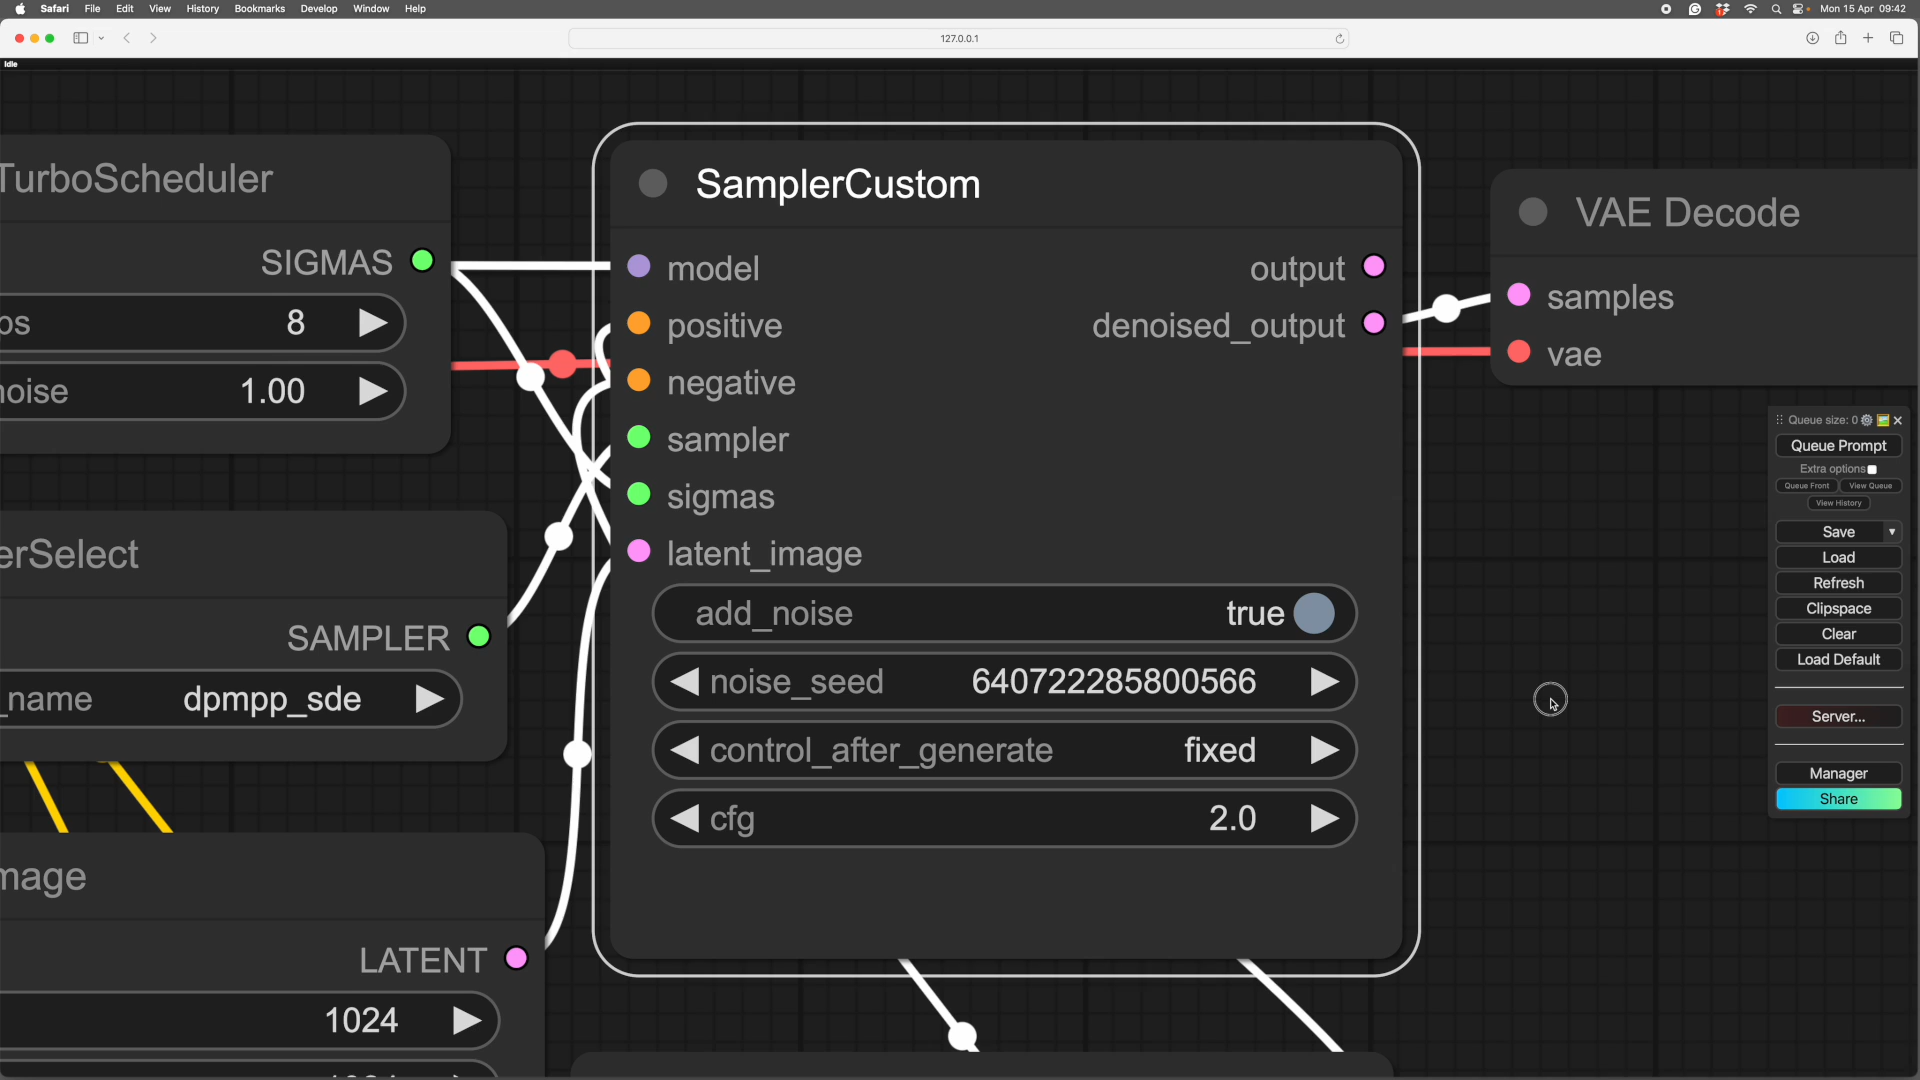 Safari File Edit View History Bookmarks Develop Window Help
Mon 15 Apr 09:42
127.0.0.1
Idle
TurboScheduler
SIGMAS
8
noise 1.00
erSelect
SAMPLER
_name dpmpp_sde
LATENT
1024
SamplerCustom
model output
positive denoised_output
negative
sampler
sigmas
latent_image
add_noise true
noise_seed 640722285800566
control_after_generate fixed
cfg 2.0
VAE Decode
samples
vae
Queue size: 0
Queue Prompt
Extra options
Queue Front View Queue
View History
Save
Load
Refresh
Clipspace
Clear
Load Default
Server...
Manager
Share